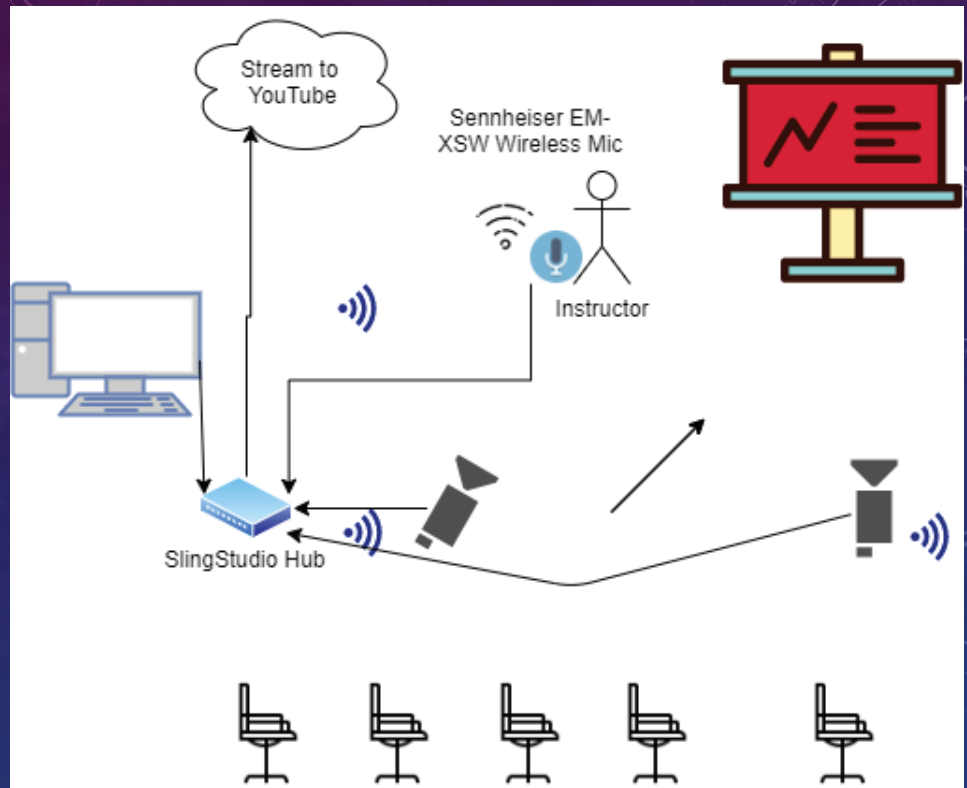 Stream to
YouTube
Sennheiser EM-
XSW Wireless Mic
Instructor
SlingStudio Hub